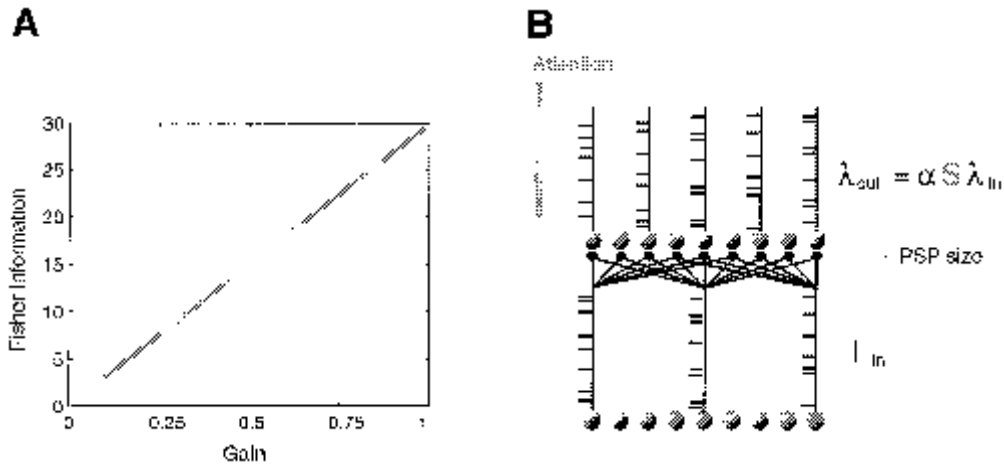 A
B
Attention
30
25
20
15
10
5
0
Fisher Information
0
0.25
0.5
0.75
1
Gain
λout = α S λin
PSP size
in